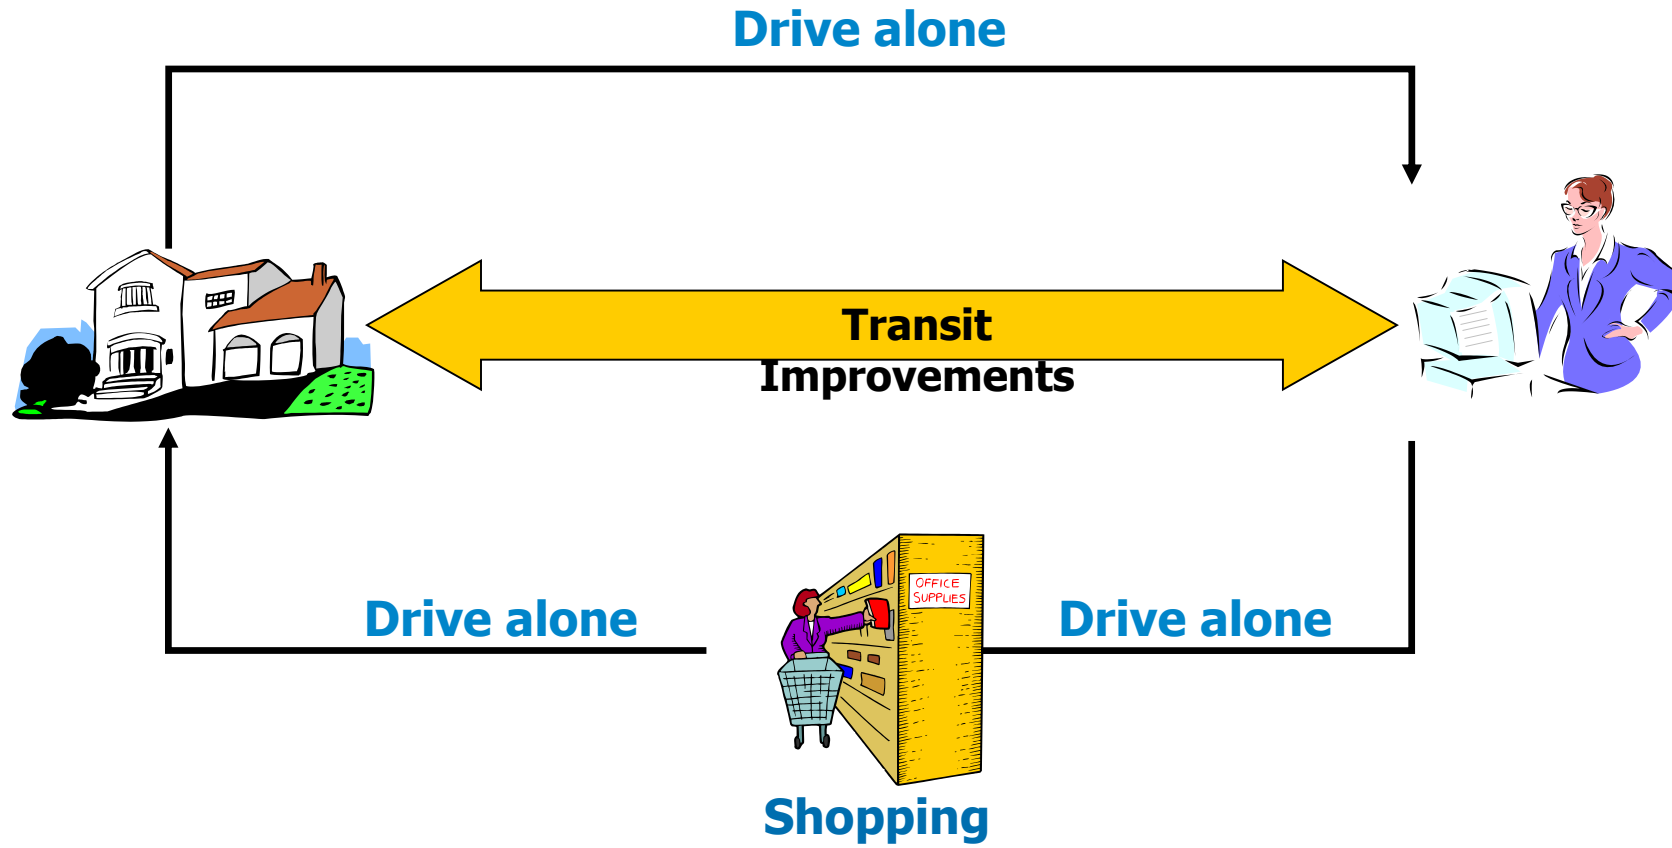 Drive alone
Transit
Improvements
OFFICE
SUPPLIES
Drive alone
Drive alone
Shopping